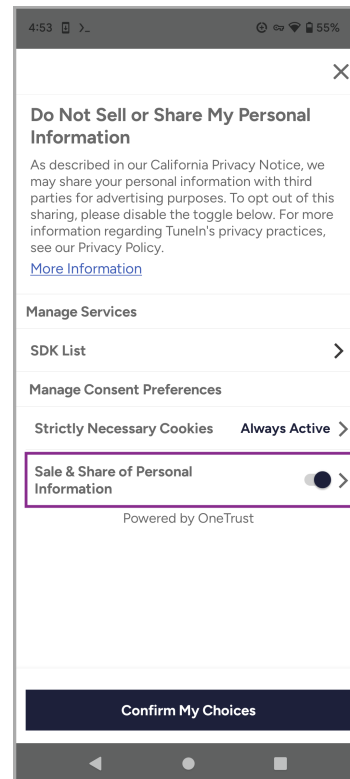 4:53 >_ 55%
Do Not Sell or Share My Personal
Information
As described in our California Privacy Notice, we
may share your personal information with third
parties for advertising purposes. To opt out of this
sharing, please disable the toggle below. For more
information regarding TuneIn's privacy practices,
see our Privacy Policy.
More Information
Manage Services
SDK List
Manage Consent Preferences
Strictly Necessary Cookies Always Active
Sale & Share of Personal
Information
Powered by OneTrust
Confirm My Choices